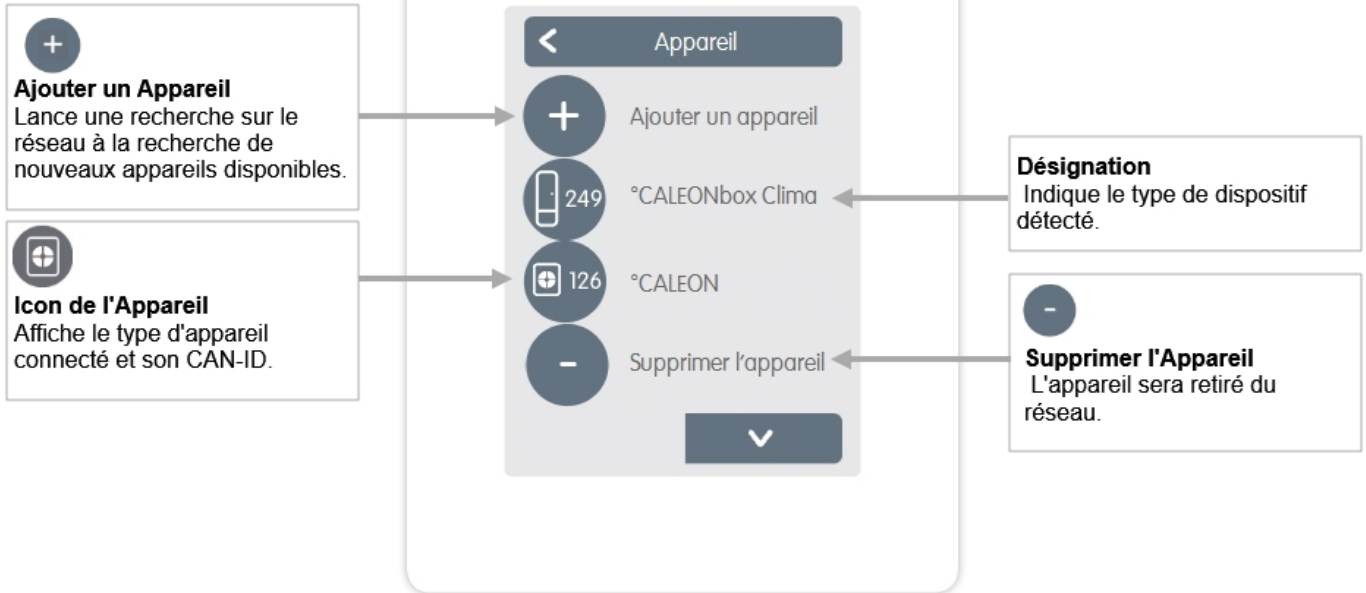 +
Ajouter un Appareil
Lance une recherche sur le
réseau à la recherche de
nouveaux appareils disponibles.
Icon de l'Appareil
Affiche le type d'appareil
connecté et son CAN-ID.
Appareil
+ Ajouter un appareil
249 °CALEONbox Clima
126 °CALEON
- Supprimer l'appareil
Désignation
Indique le type de dispositif
détecté.
-
Supprimer l'Appareil
L'appareil sera retiré du
réseau.